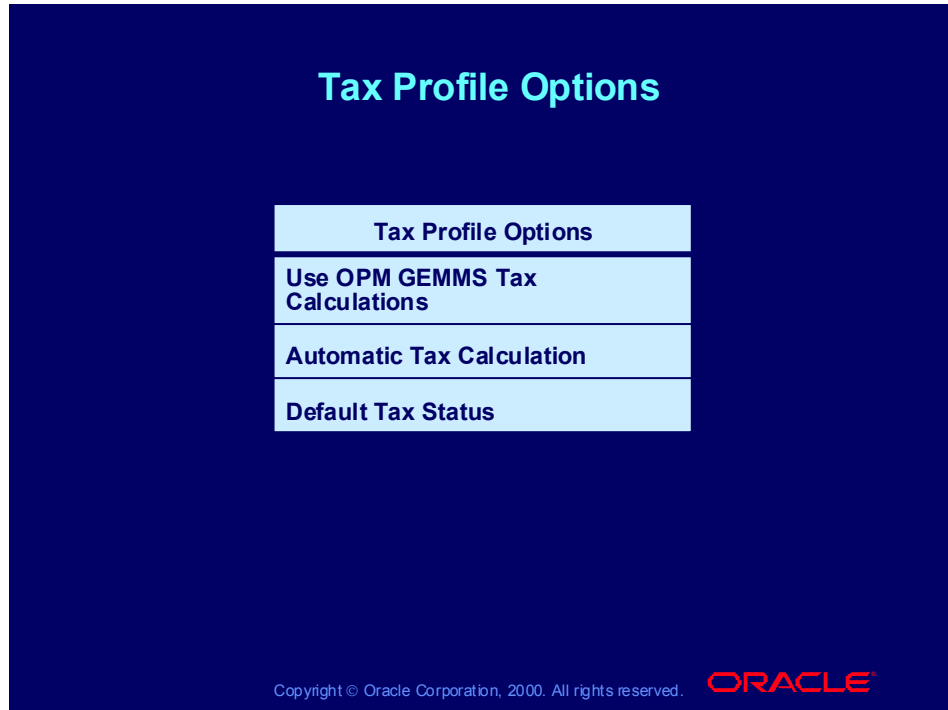 Tax Profile Options
Tax Profile Options
Use OPM GEMMS Tax
Calculations
Automatic Tax Calculation
Default Tax Status
Copyright © Oracle Corporation, 2000. All rights reserved.
ORACLE®